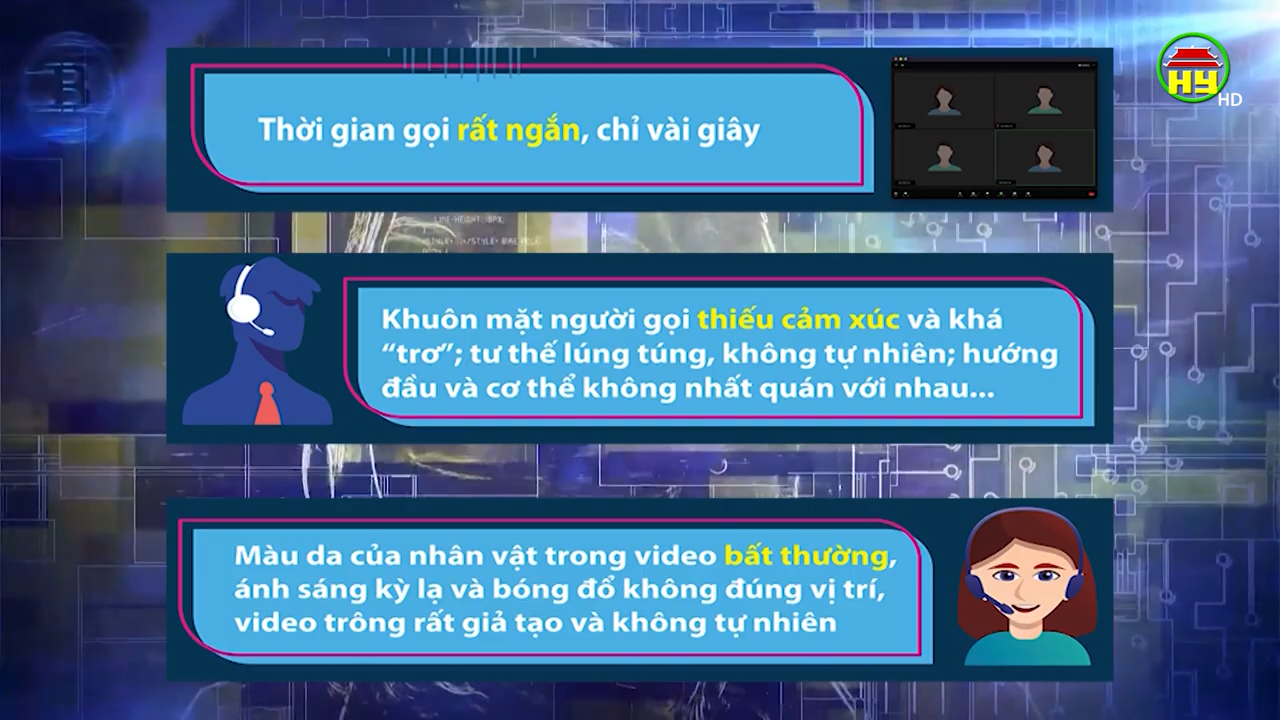 HY
HD
Thời gian gọi rất ngắn, chỉ vài giây
LINE-HEIGHT: 18PX,
Khuôn mặt người gọi thiếu cảm xúc và khá
“trơ”; tư thế lúng túng, không tự nhiên; hướng
đầu và cơ thể không nhất quán với nhau...
Màu da của nhân vật trong video bất thường,
ánh sáng kỳ lạ và bóng đổ không đúng vị trí,
video trông rất giả tạo và không tự nhiên